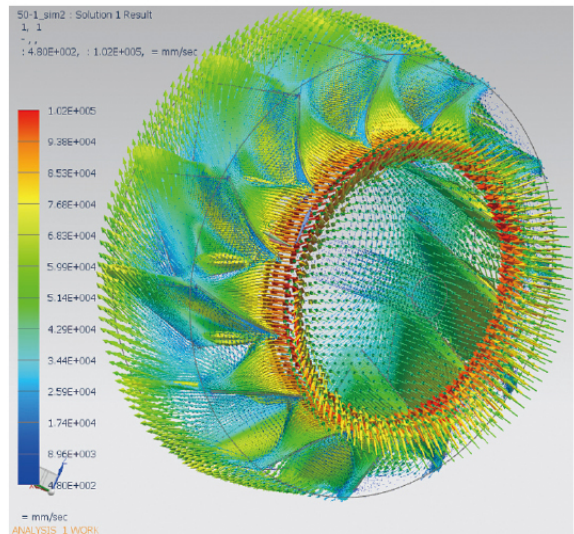 50-1_sim2 : Solution 1 Result
1, 1
- , ,
: 4.80E+002, : 1.02E+005, = mm/sec
1.02E+005
9.38E+004
8.53E+004
7.68E+004
6.83E+004
5.99E+004
5.14E+004
4.29E+004
3.44E+004
2.59E+004
1.74E+004
8.96E+003
4.80E+002
= mm/sec
ANALYSIS 1 WORK